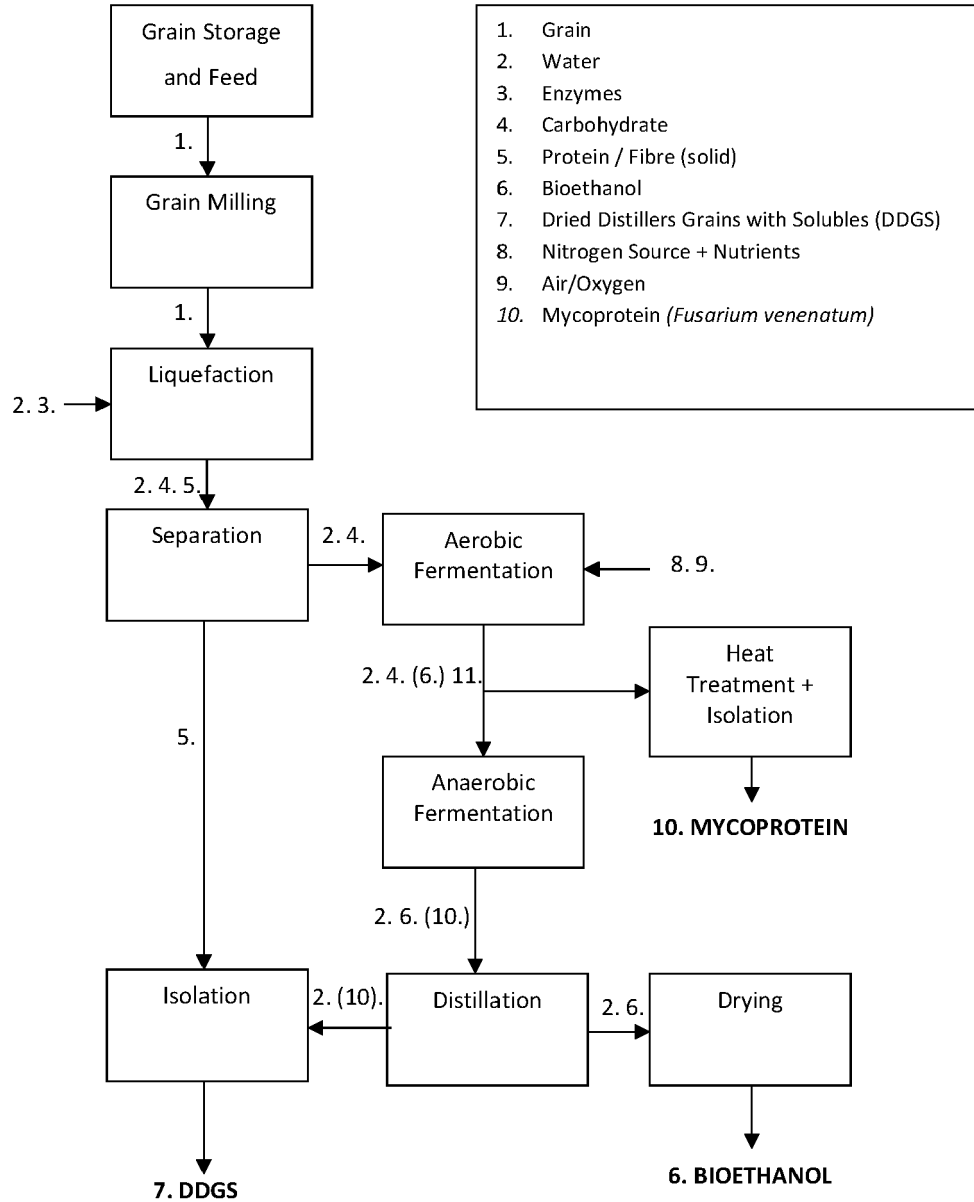 Grain Storage
and Feed
1.
Grain Milling
1.
Liquefaction
2. 3.
2. 4. 5.
Separation
2. 4.
Aerobic
Fermentation
8. 9.
2. 4. (6.) 11.
Heat
Treatment +
Isolation
5.
Anaerobic
Fermentation
10. MYCOPROTEIN
2. 6. (10.)
Isolation
2. (10).
Distillation
2. 6.
Drying
7. DDGS
6. BIOETHANOL
1. Grain
2. Water
3. Enzymes
4. Carbohydrate
5. Protein / Fibre (solid)
6. Bioethanol
7. Dried Distillers Grains with Solubles (DDGS)
8. Nitrogen Source + Nutrients
9. Air/Oxygen
10. Mycoprotein (Fusarium venenatum)